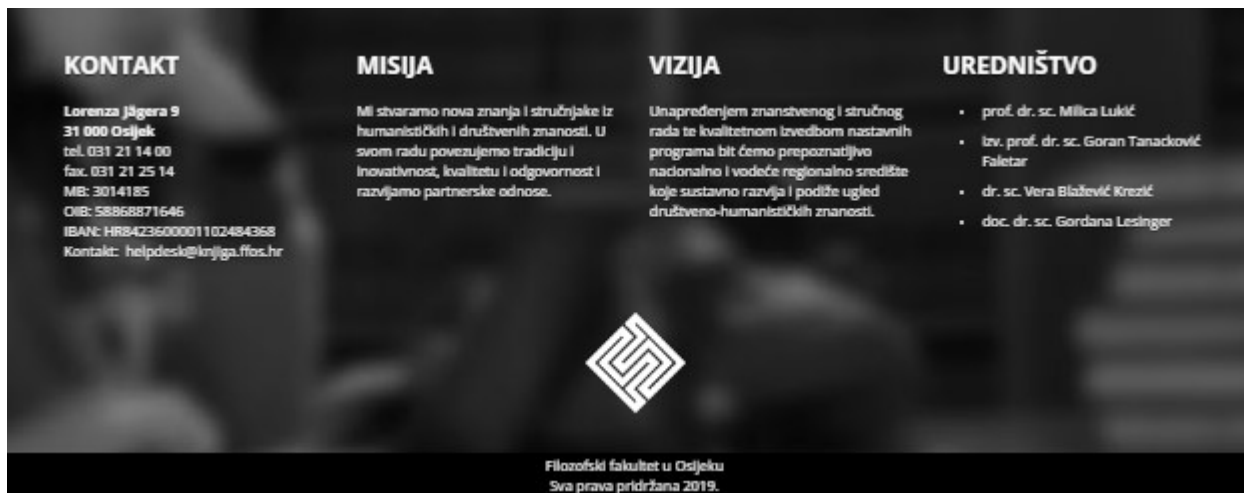 KONTAKT
Lorenza Jägera 9
31 000 Osijek
tel. 031 21 14 00
fax. 031 21 25 14
MB: 3014185
OIB: 58868871646
IBAN: HR8423600001102484368
Kontakt: helpdesk@knjiga.ffos.hr
MISIJA
Mi stvaramo nova znanja i stručnjake iz
humanističkih i društvenih znanosti. U
svom radu povezujemo tradiciju i
inovativnost, kvalitetu i odgovornost i
razvijamo partnerske odnose.
VIZIJA
Unapređenjem znanstvenog i stručnog
rada te kvalitetnom izvedbom nastavnih
programa bit ćemo prepoznatljivo
nacionalno i vodeće regionalno središte
koje sustavno razvija i podiže ugled
društveno-humanističkih znanosti.
UREDNIŠTVO
• prof. dr. sc. Milica Lukić
• izv. prof. dr. sc. Goran Tanacković
Faletar
• dr. sc. Vera Blažević Krezić
• doc. dr. sc. Gordana Lesinger
Filozofski fakultet u Osijeku
Sva prava pridržana 2019.